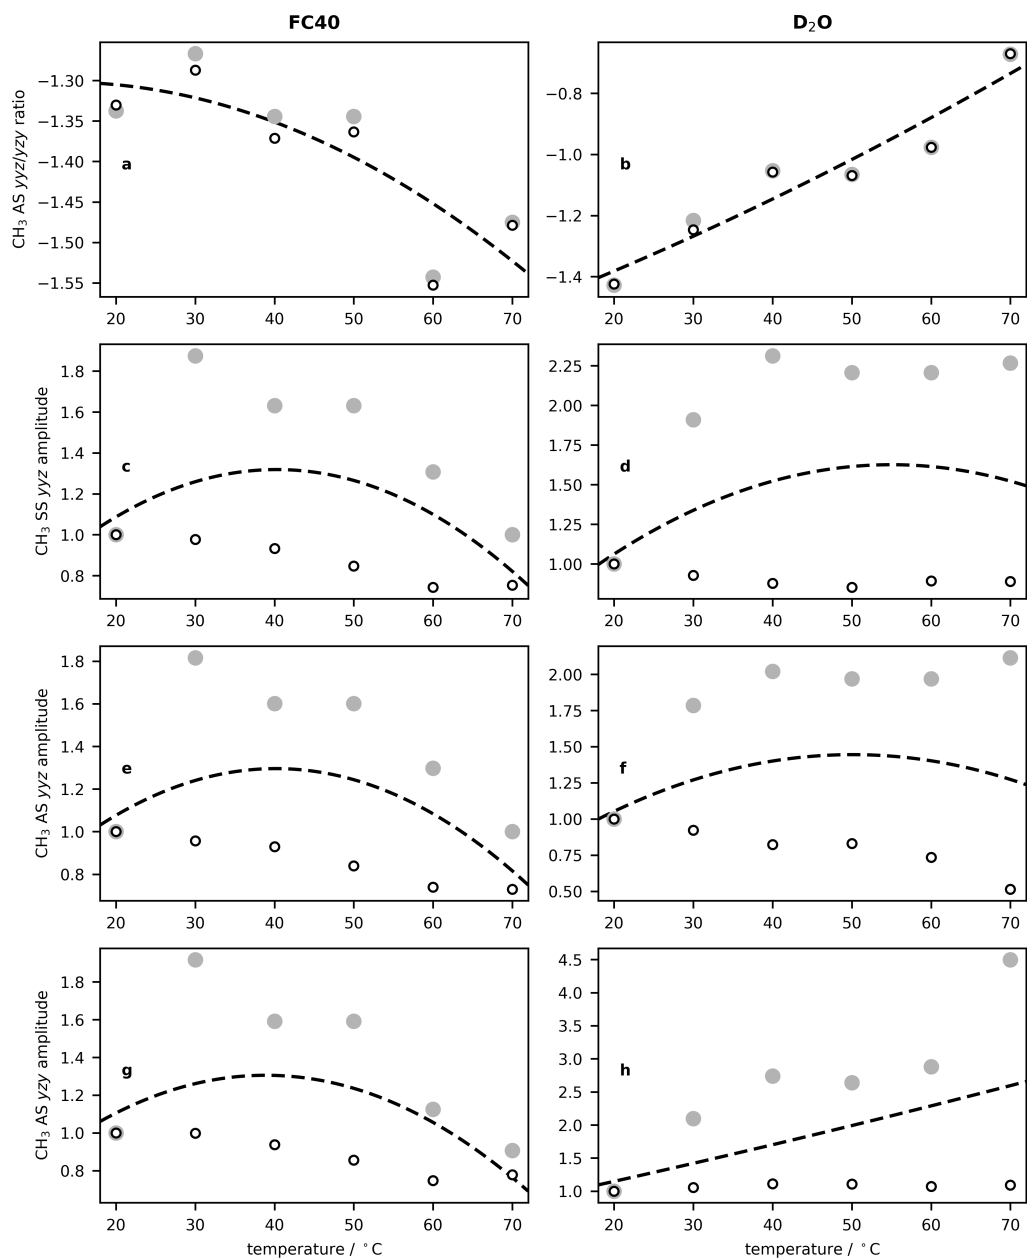 FC40
D₂O
CH₃ AS yyz/yzy ratio
−1.30
−1.35
−1.40
−1.45
−1.50
−1.55
a
20 30 40 50 60 70
−0.8
−1.0
−1.2
−1.4
b
20 30 40 50 60 70
CH₃ SS yyz amplitude
1.8
1.6
1.4
1.2
1.0
0.8
c
20 30 40 50 60 70
2.25
2.00
1.75
1.50
1.25
1.00
d
20 30 40 50 60 70
CH₃ AS yyz amplitude
1.8
1.6
1.4
1.2
1.0
0.8
e
20 30 40 50 60 70
2.00
1.75
1.50
1.25
1.00
0.75
0.50
f
20 30 40 50 60 70
CH₃ AS yzy amplitude
1.8
1.6
1.4
1.2
1.0
0.8
g
20 30 40 50 60 70
temperature / °C
4.5
4.0
3.5
3.0
2.5
2.0
1.5
1.0
h
20 30 40 50 60 70
temperature / °C